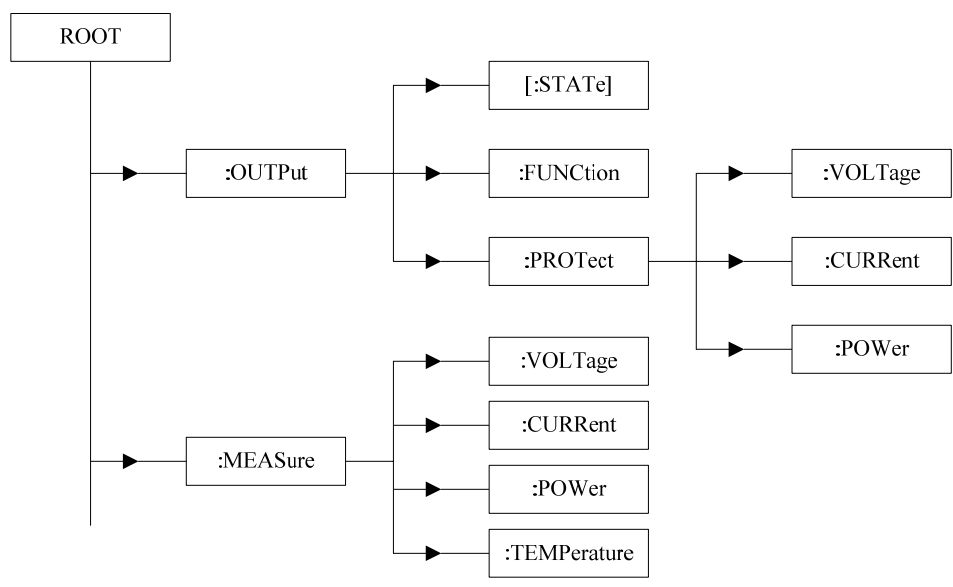 ROOT
[:STATe]
:OUTPut
:FUNCtion
:VOLTage
:PROTect
:CURRent
:POWer
:VOLTage
:CURRent
:MEASure
:POWer
:TEMPerature